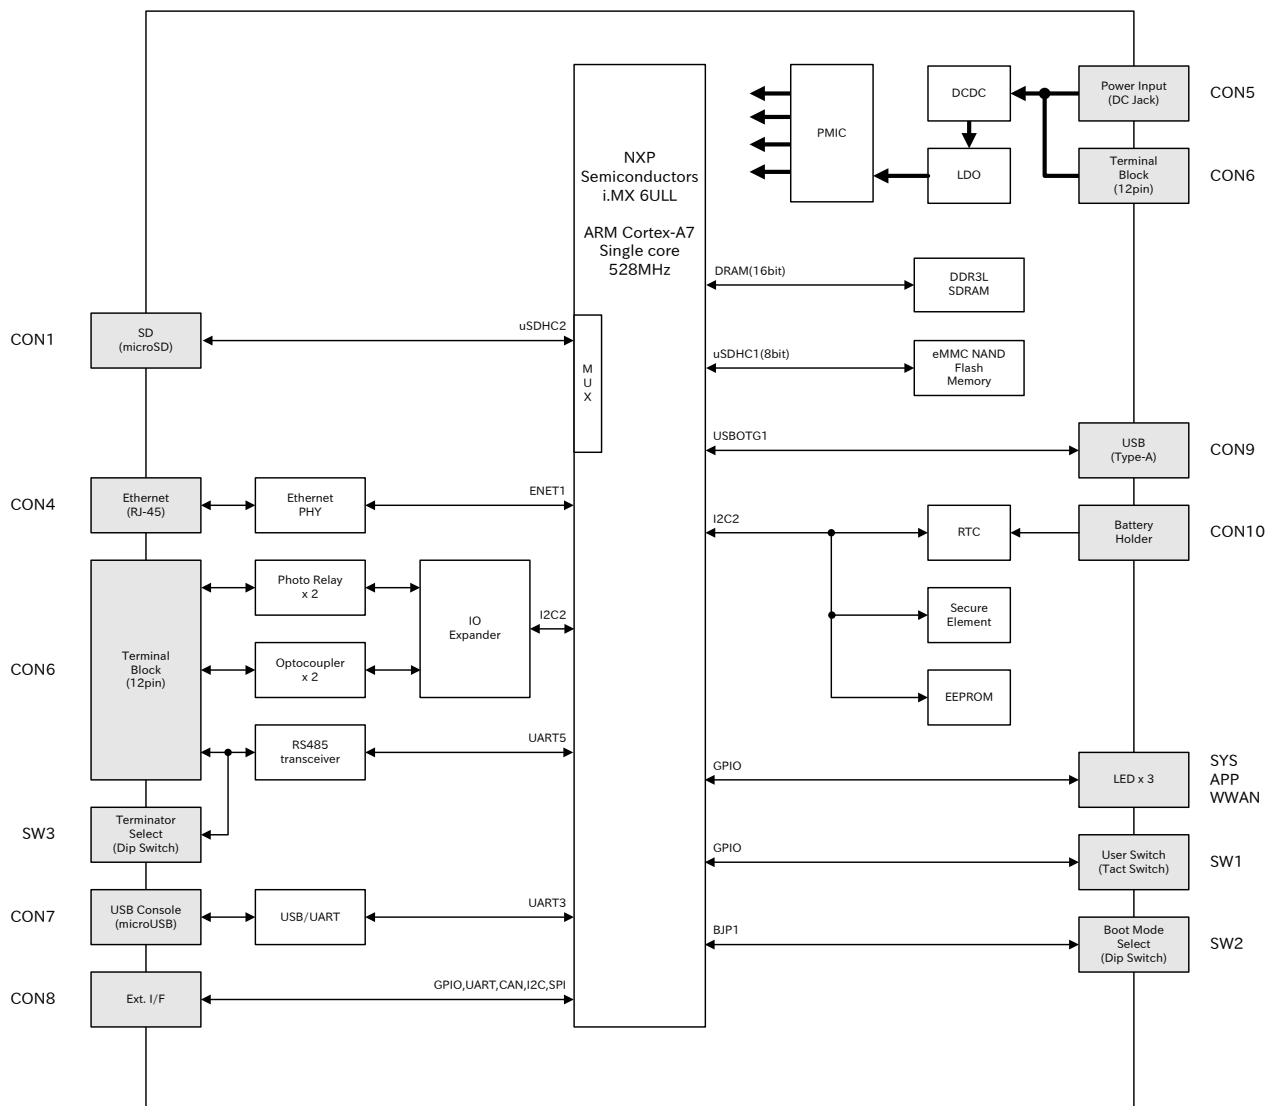 Power Input
(DC Jack)
CON5
DCDC
PMIC
NXP
Semiconductors
i.MX 6ULL
ARM Cortex-A7
Single core
528MHz
LDO
Terminal
Block
(12pin)
CON6
DRAM(16bit)
DDR3L
SDRAM
CON1
SD
(microSD)
uSDHC2
M
U
X
uSDHC1(8bit)
eMMC NAND
Flash
Memory
USBOTG1
USB
(Type-A)
CON9
CON4
Ethernet
(RJ-45)
Ethernet
PHY
ENET1
I2C2
RTC
Battery
Holder
CON10
Photo Relay
x 2
IO
Expander
I2C2
Secure
Element
CON6
Terminal
Block
(12pin)
Optocoupler
x 2
EEPROM
RS485
transceiver
UART5
GPIO
LED x 3
SYS
APP
WWAN
SW3
Terminator
Select
(Dip Switch)
GPIO
User Switch
(Tact Switch)
SW1
CON7
USB Console
(microUSB)
USB/UART
UART3
BJP1
Boot Mode
Select
(Dip Switch)
SW2
CON8
Ext. I/F
GPIO,UART,CAN,I2C,SPI